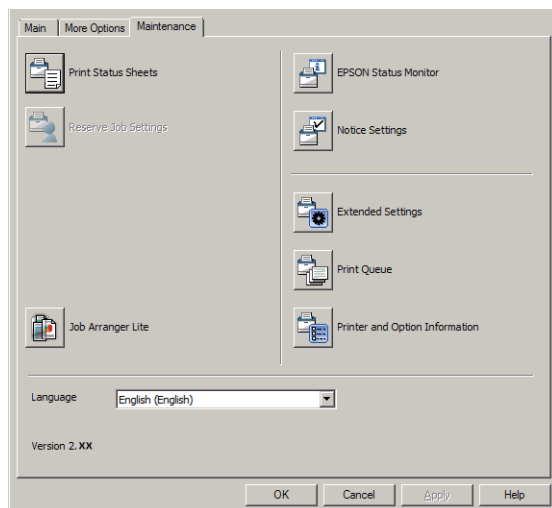 Main More Options Maintenance
Print Status Sheets
EPSON Status Monitor
Reserve Job Settings
Notice Settings
Extended Settings
Print Queue
Job Arranger Lite
Printer and Option Information
Language English (English)
Version 2.XX
OK Cancel Apply Help